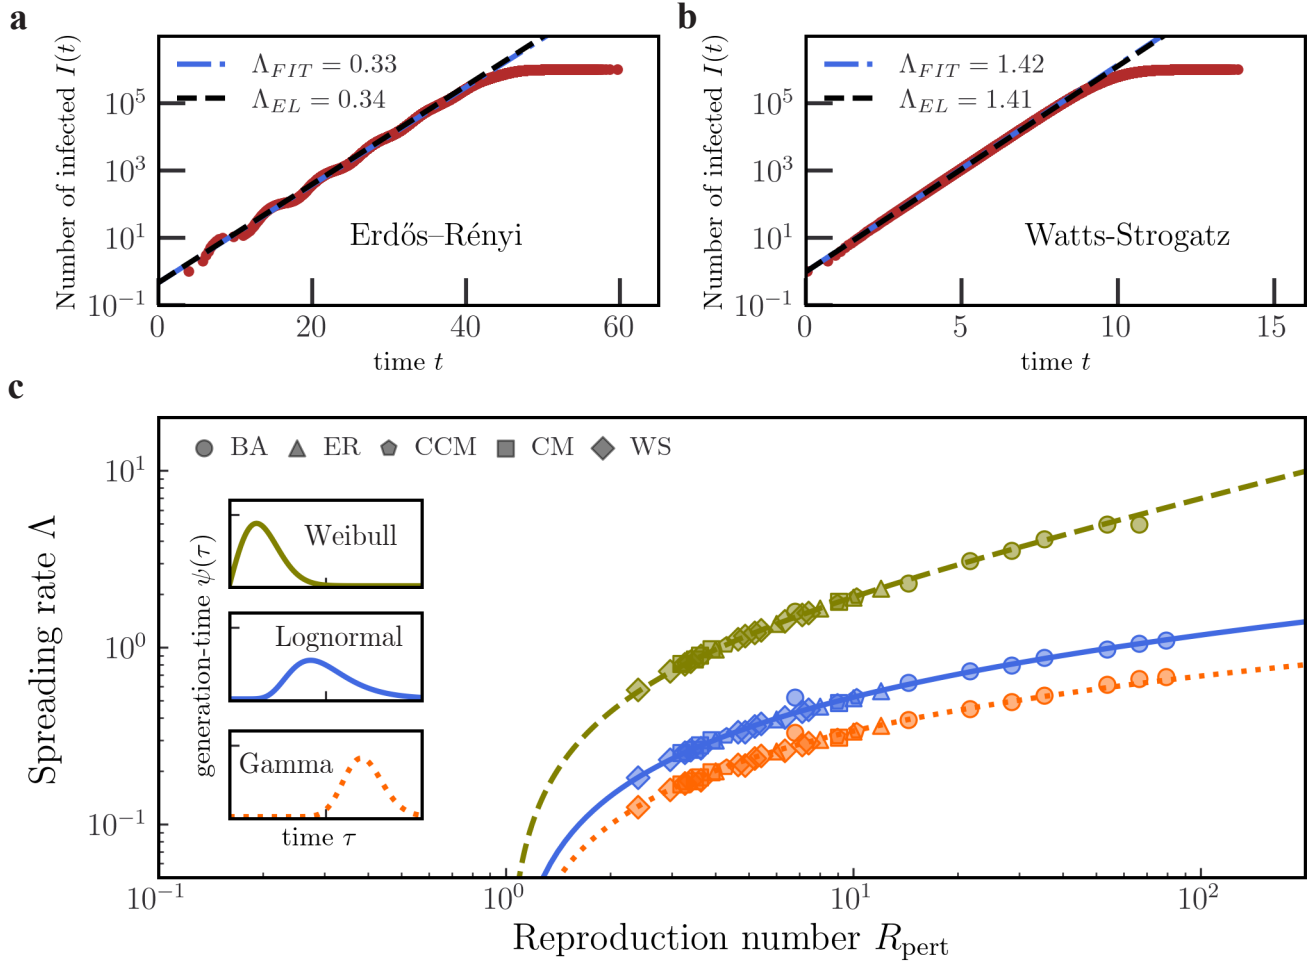 a
Number of infected I(t)
10^5
10^3
10^1
10^-1
Λ_FIT = 0.33
Λ_EL = 0.34
Erdős–Rényi
0 20 40 60
time t
b
Number of infected I(t)
10^5
10^3
10^1
10^-1
Λ_FIT = 1.42
Λ_EL = 1.41
Watts-Strogatz
0 5 10 15
time t
c
Spreading rate Λ
10^1
10^0
10^-1
BA ER CCM CM WS
generation-time ψ(τ)
Weibull
Lognormal
Gamma
time τ
10^-1 10^0 10^1 10^2
Reproduction number R_pert